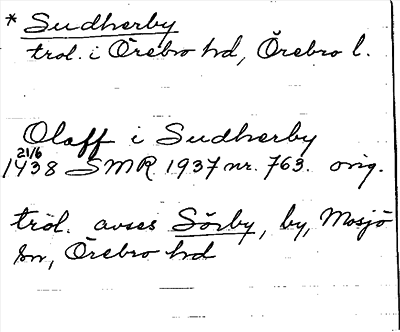 * Sudherby
trol. i Örebro hd, Örebro l.
Olaff i Sudherby
21/6
1438 SMR 1937 nr. 763. orig.
trol. avses Sörby, by, Mosjö
sn, Örebro hd